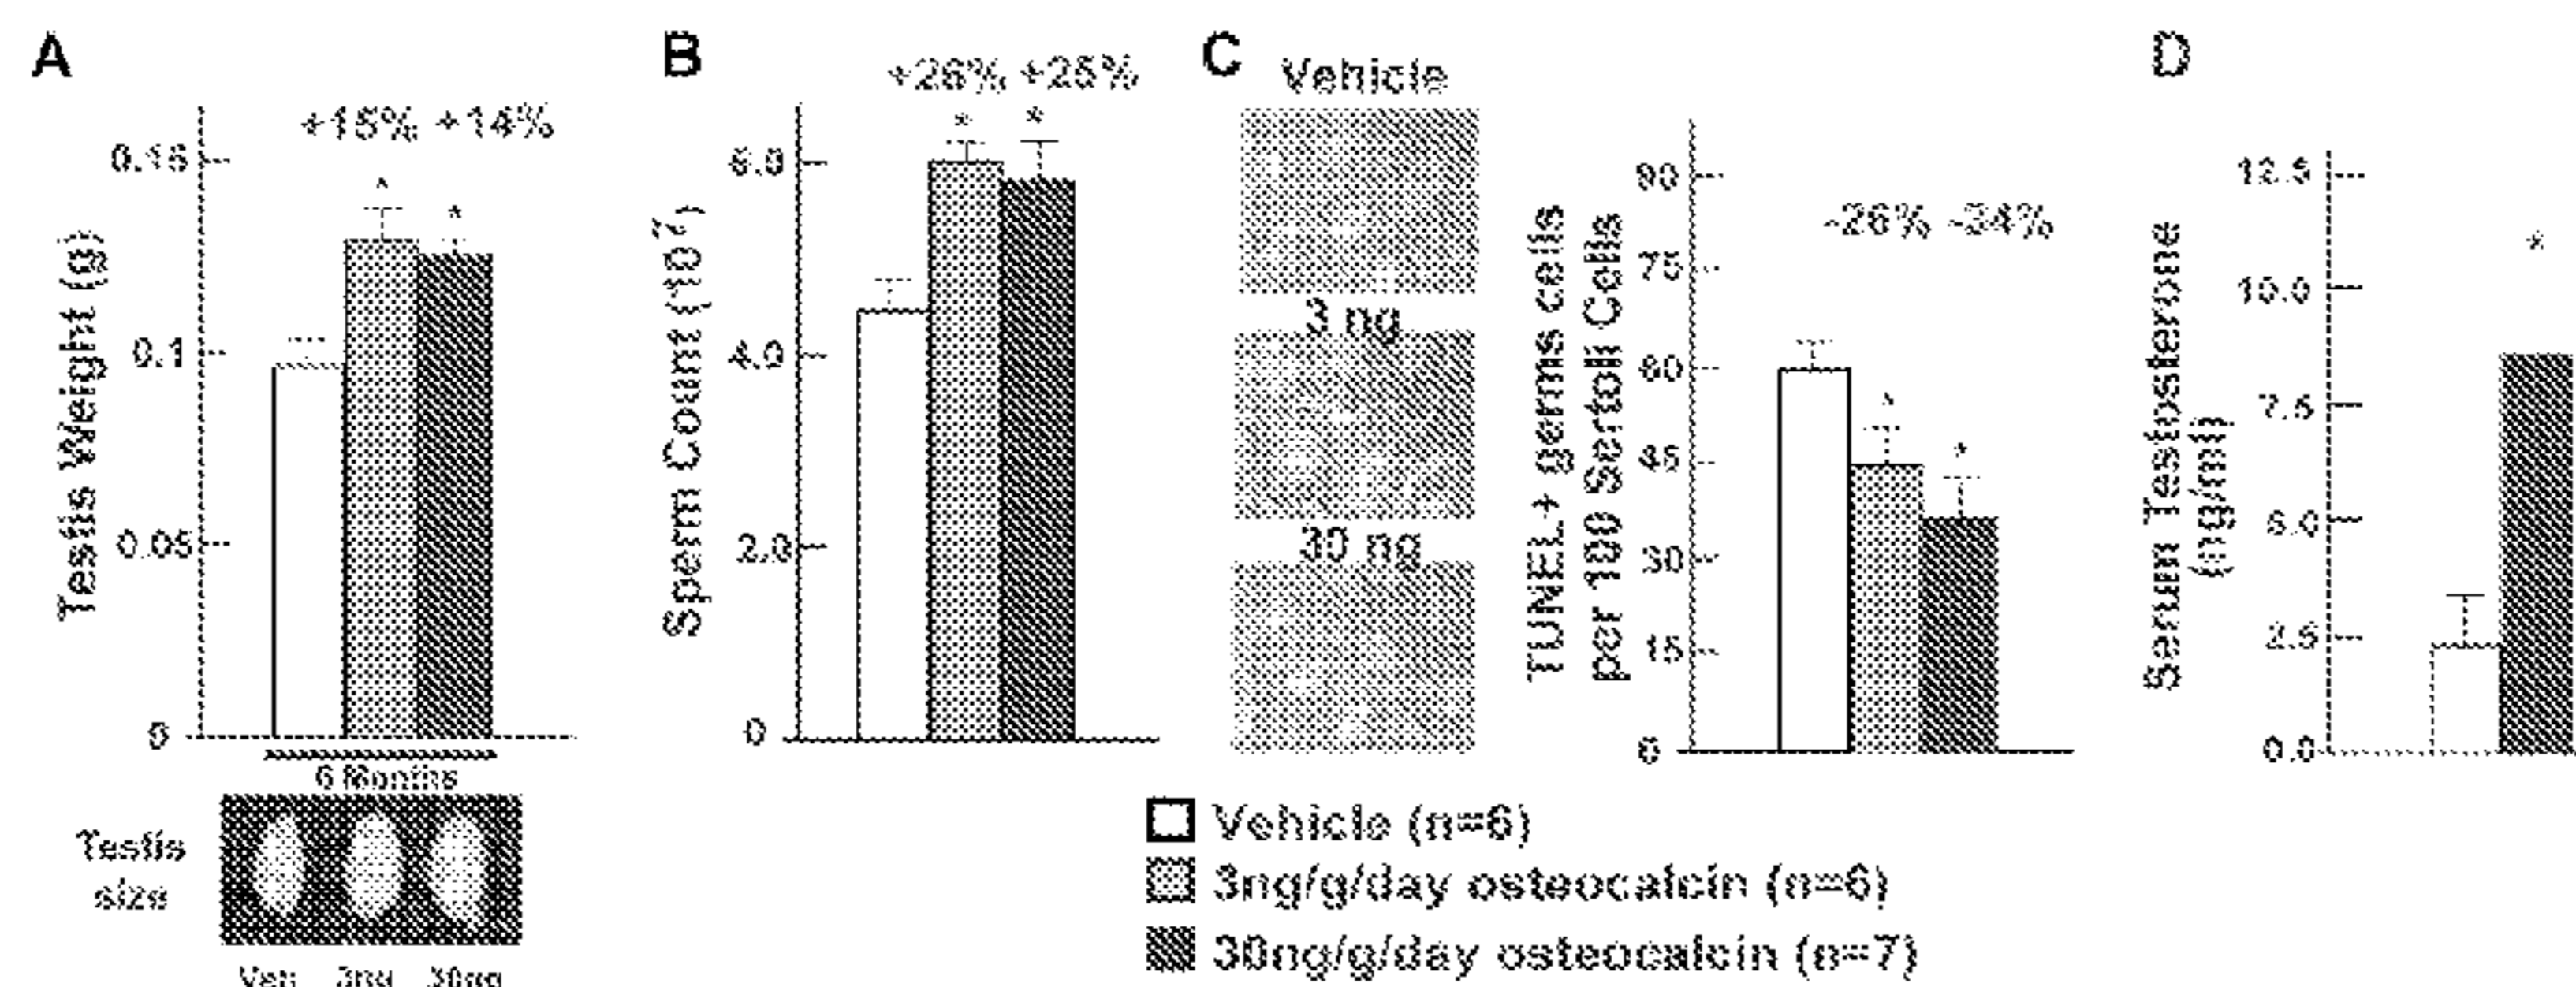 A
+15% +14%
0.15
0.1
0.05
0
Testis Weight (g)
6 Months
Testis
size
Veh 3ng 30ng
B
+26% +25%
6.0
4.0
2.0
0
Sperm Count (10⁷)
C
Vehicle
3 ng
30 ng
TUNEL+ germs cells
per 100 Sertoli Cells
90
75
60
45
30
15
0
-26% -34%
D
Serum Testosterone
(ng/ml)
12.5
10.0
7.5
5.0
2.5
0.0
*
Vehicle (n=6)
3ng/g/day osteocalcin (n=6)
30ng/g/day osteocalcin (n=7)